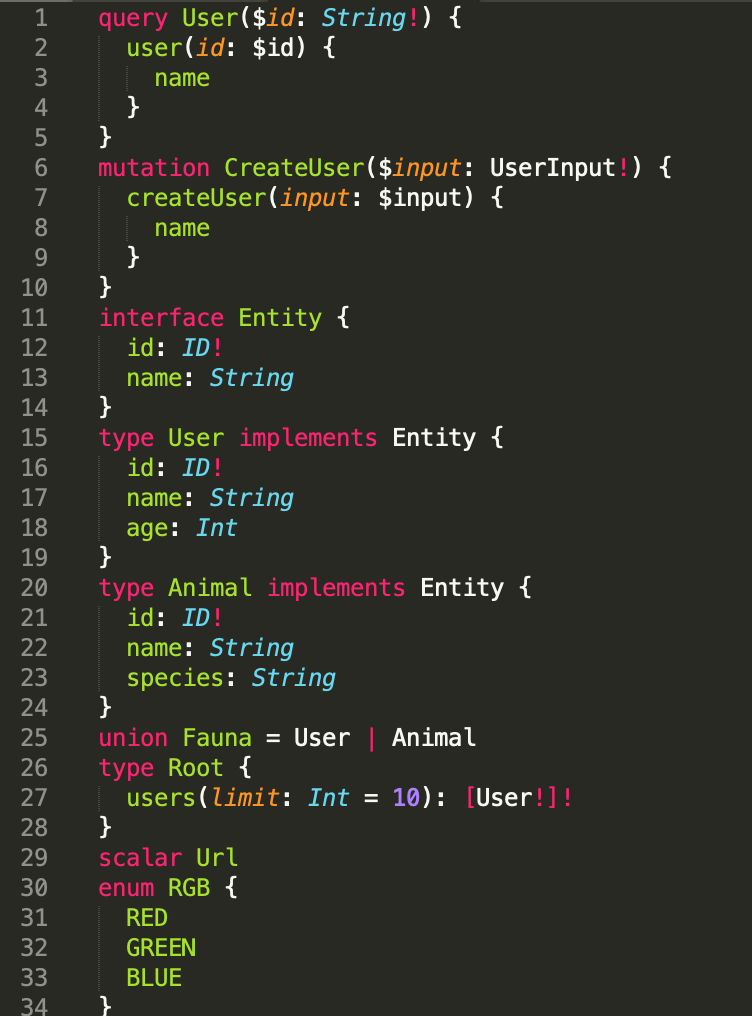 1 query User($id: String!) {
2   user(id: $id) {
3     name
4   }
5 }
6 mutation CreateUser($input: UserInput!) {
7   createUser(input: $input) {
8     name
9   }
10 }
11 interface Entity {
12   id: ID!
13   name: String
14 }
15 type User implements Entity {
16   id: ID!
17   name: String
18   age: Int
19 }
20 type Animal implements Entity {
21   id: ID!
22   name: String
23   species: String
24 }
25 union Fauna = User | Animal
26 type Root {
27   users(limit: Int = 10): [User!]!
28 }
29 scalar Url
30 enum RGB {
31   RED
32   GREEN
33   BLUE
34 }